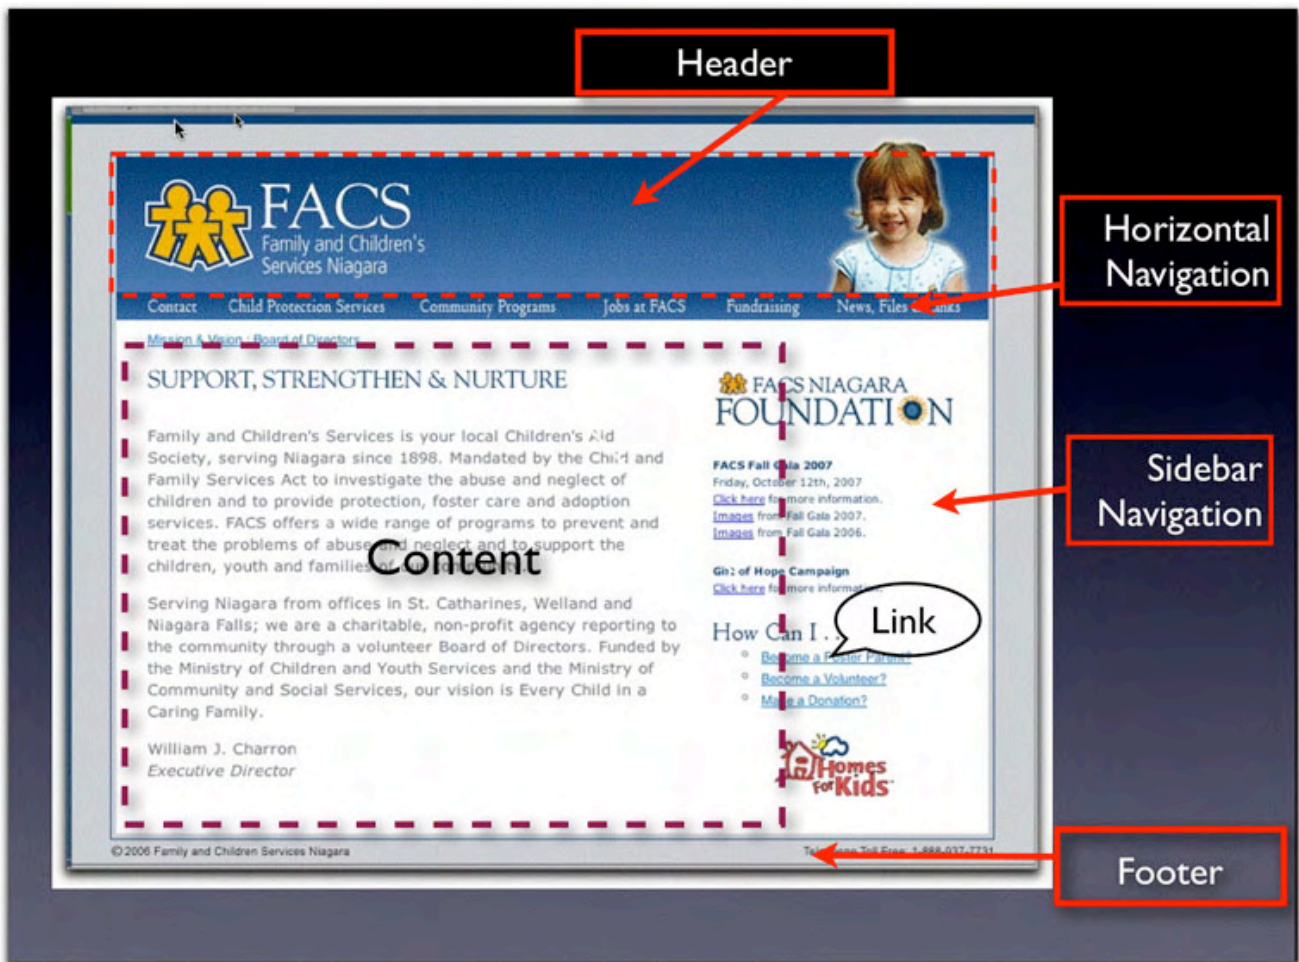 Header
FACS
Family and Children's
Services Niagara
Horizontal
Navigation
Contact Child Protection Services Community Programs Jobs at FACS Fundraising News, Files
Mission & Vision | Board of Directors
SUPPORT, STRENGTHEN & NURTURE
Family and Children's Services is your local Children's Aid
Society, serving Niagara since 1898. Mandated by the Child and
Family Services Act to investigate the abuse and neglect of
children and to provide protection, foster care and adoption
services. FACS offers a wide range of programs to prevent and
treat the problems of abuse and neglect and to support the
children, youth and families of our community.
Content
Serving Niagara from offices in St. Catharines, Welland and
Niagara Falls; we are a charitable, non-profit agency reporting to
the community through a volunteer Board of Directors. Funded by
the Ministry of Children and Youth Services and the Ministry of
Community and Social Services, our vision is Every Child in a
Caring Family.
William J. Charron
Executive Director
FACS NIAGARA
FOUNDATION
FACS Fall Gala 2007
Friday, October 12th, 2007
Click here for more information.
Images from Fall Gala 2007.
Images from Fall Gala 2006.
Sidebar
Navigation
Gift of Hope Campaign
Click here for more information.
Link
How Can I . .
Become a Foster Parent?
Become a Volunteer?
Make a Donation?
Homes
For Kids
©2006 Family and Children Services Niagara
Telephone Toll Free: 1-888-937-7731
Footer